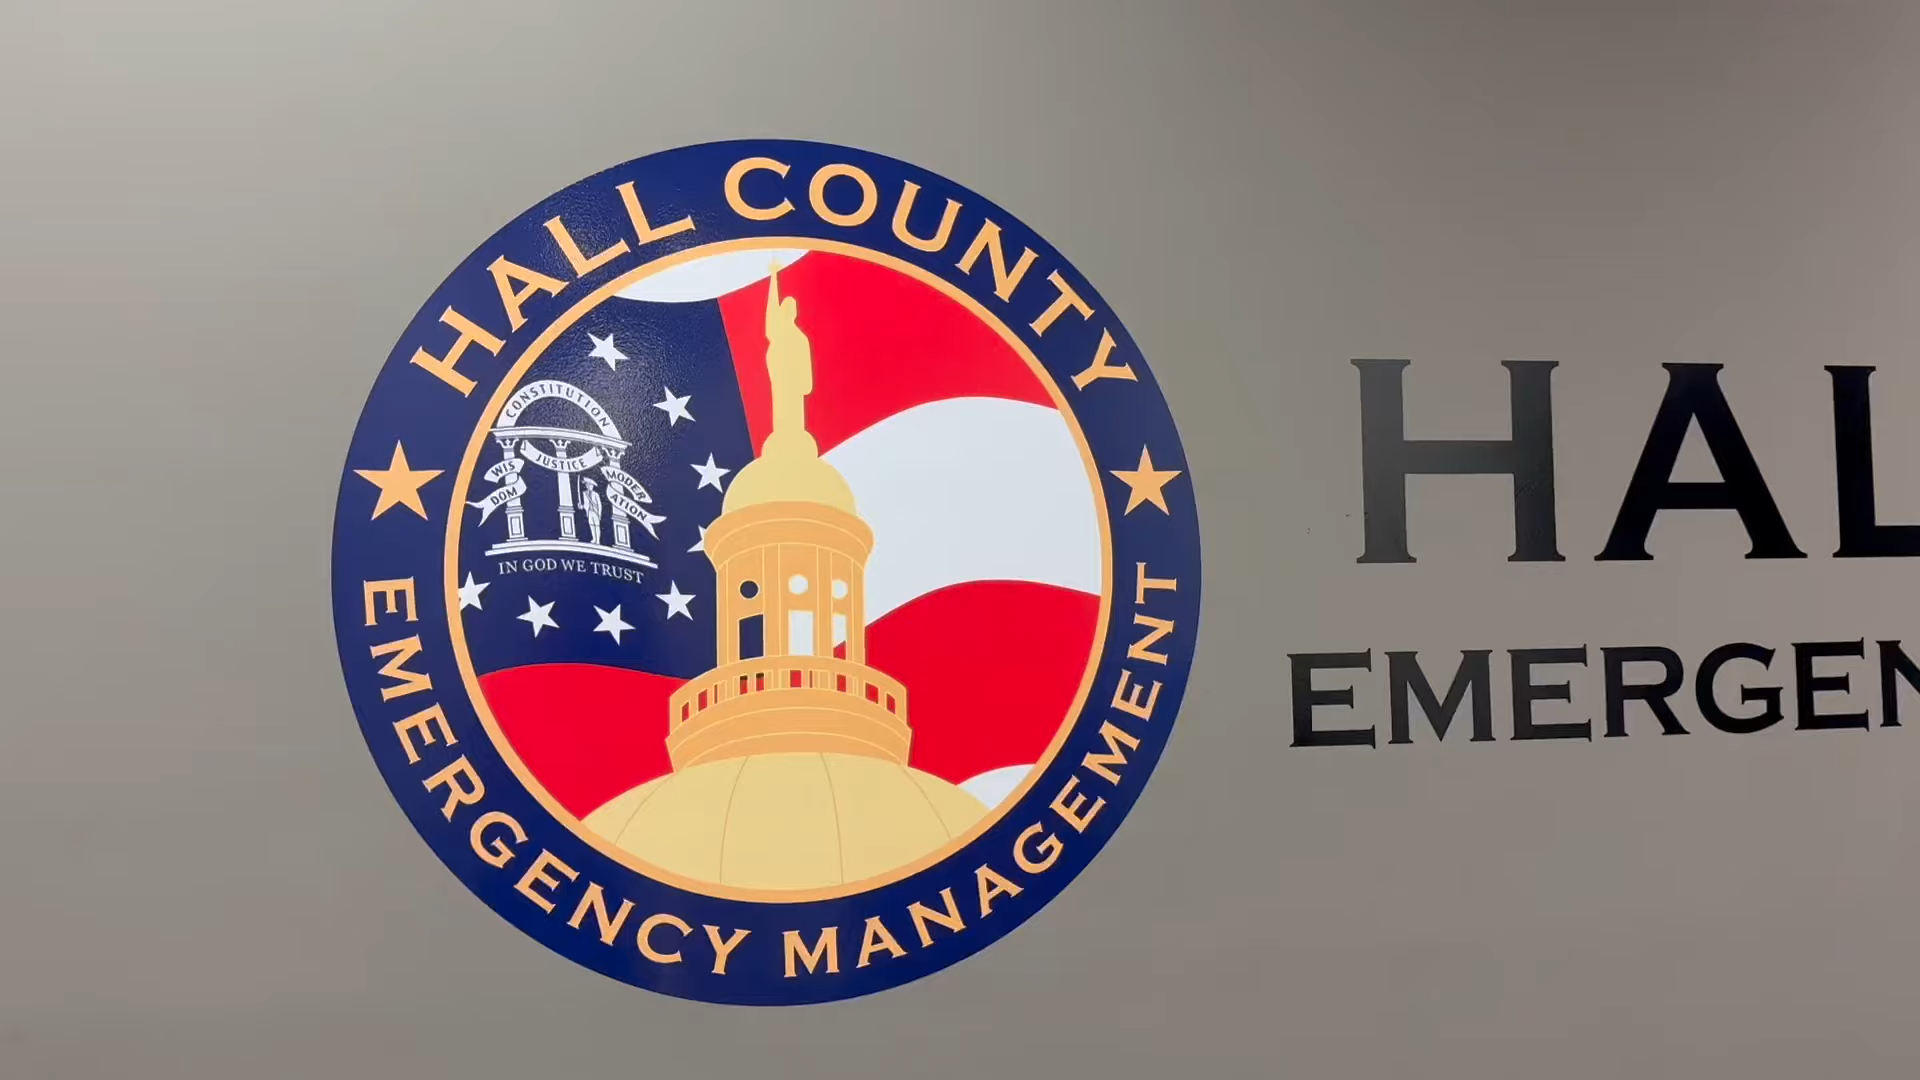 HALL COUNTY
EMERGENCY MANAGEMENT
CONSTITUTION
JUSTICE
WIS
DOM
MODER
ATION
IN GOD WE TRUST
HAL
EMERGEN